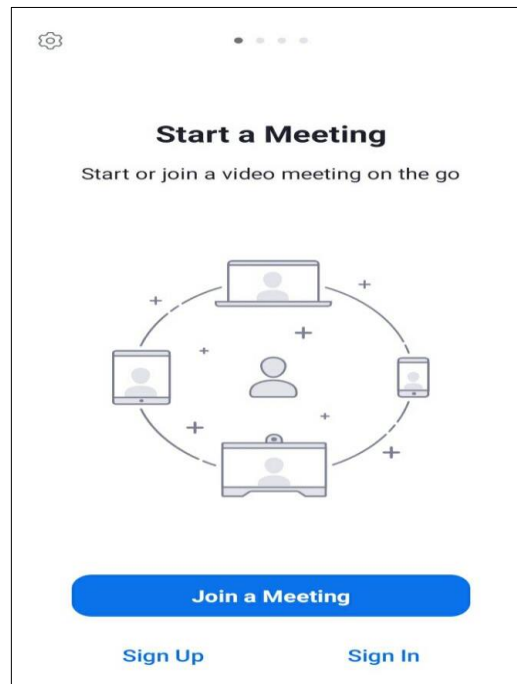 Start a Meeting
Start or join a video meeting on the go
Join a Meeting
Sign Up
Sign In